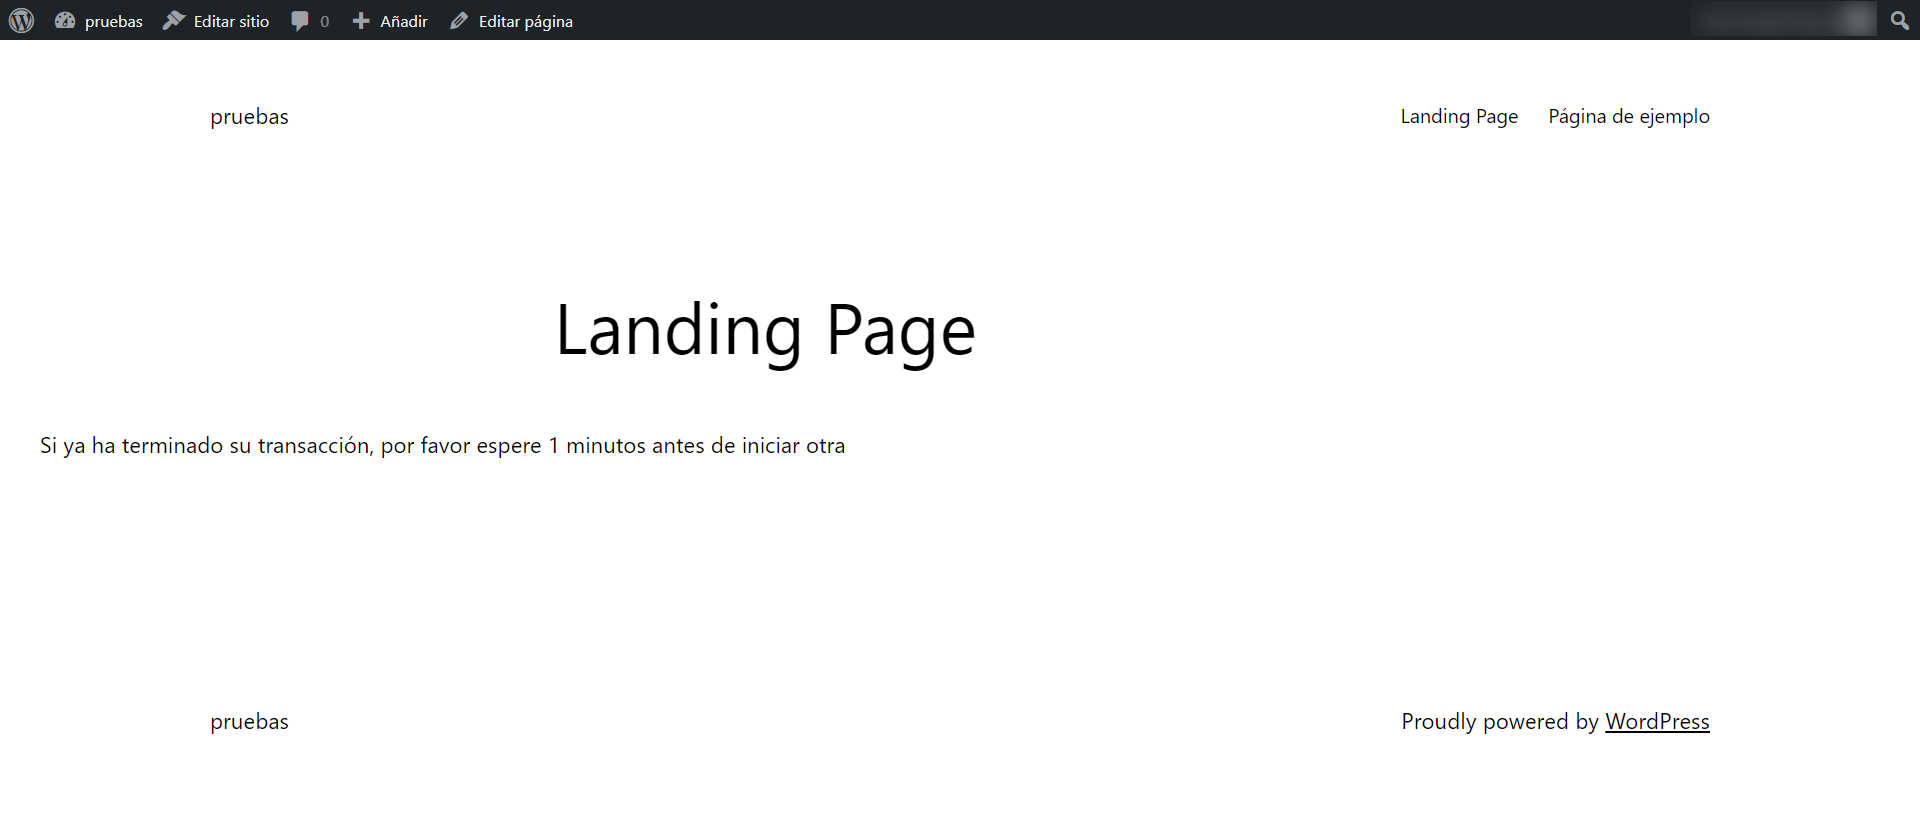 pruebas Editar sitio 0 Añadir Editar página
pruebas Landing Page Página de ejemplo
Landing Page
Si ya ha terminado su transacción, por favor espere 1 minutos antes de iniciar otra
pruebas Proudly powered by WordPress